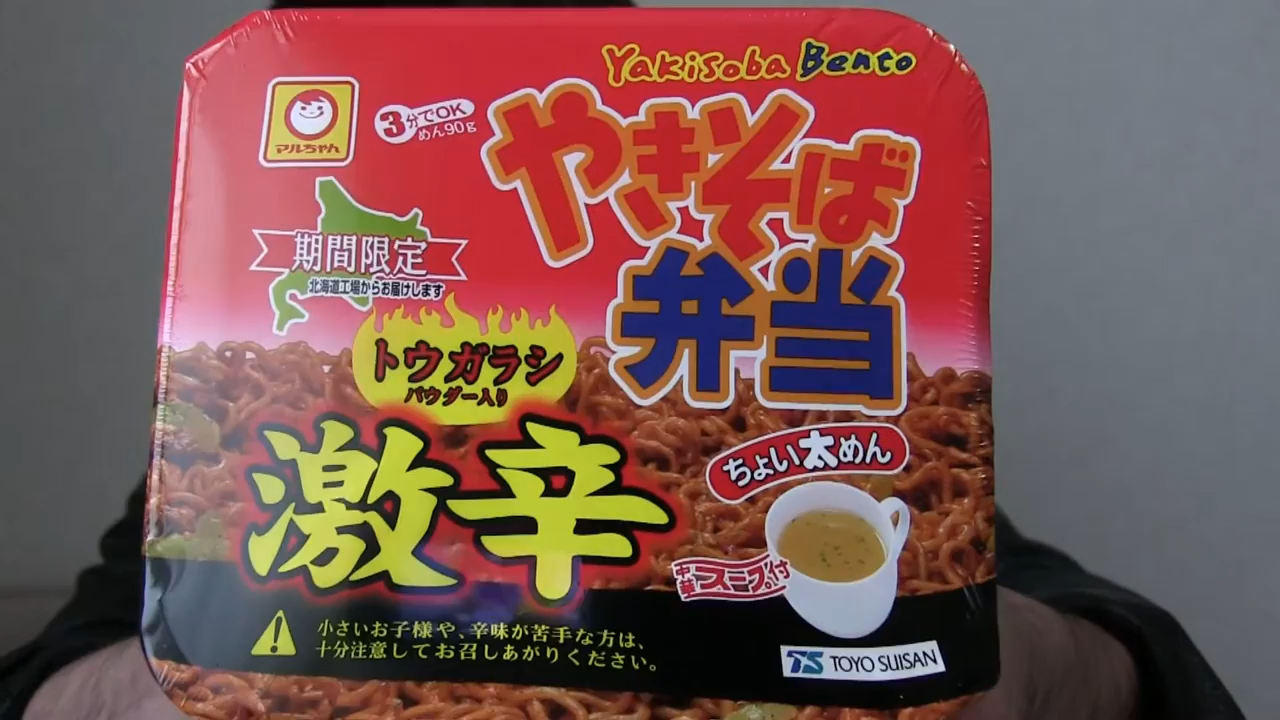 Yakisoba Bento
マルちゃん
3分でOK
めん90g
やきそば
弁当
期間限定
北海道工場からお届けします
トウガラシ
パウダー入り
激辛
ちょい太めん
中華スープ付
小さいお子様や、辛味が苦手な方は、
十分注意してお召しあがりください。
TS TOYO SUISAN